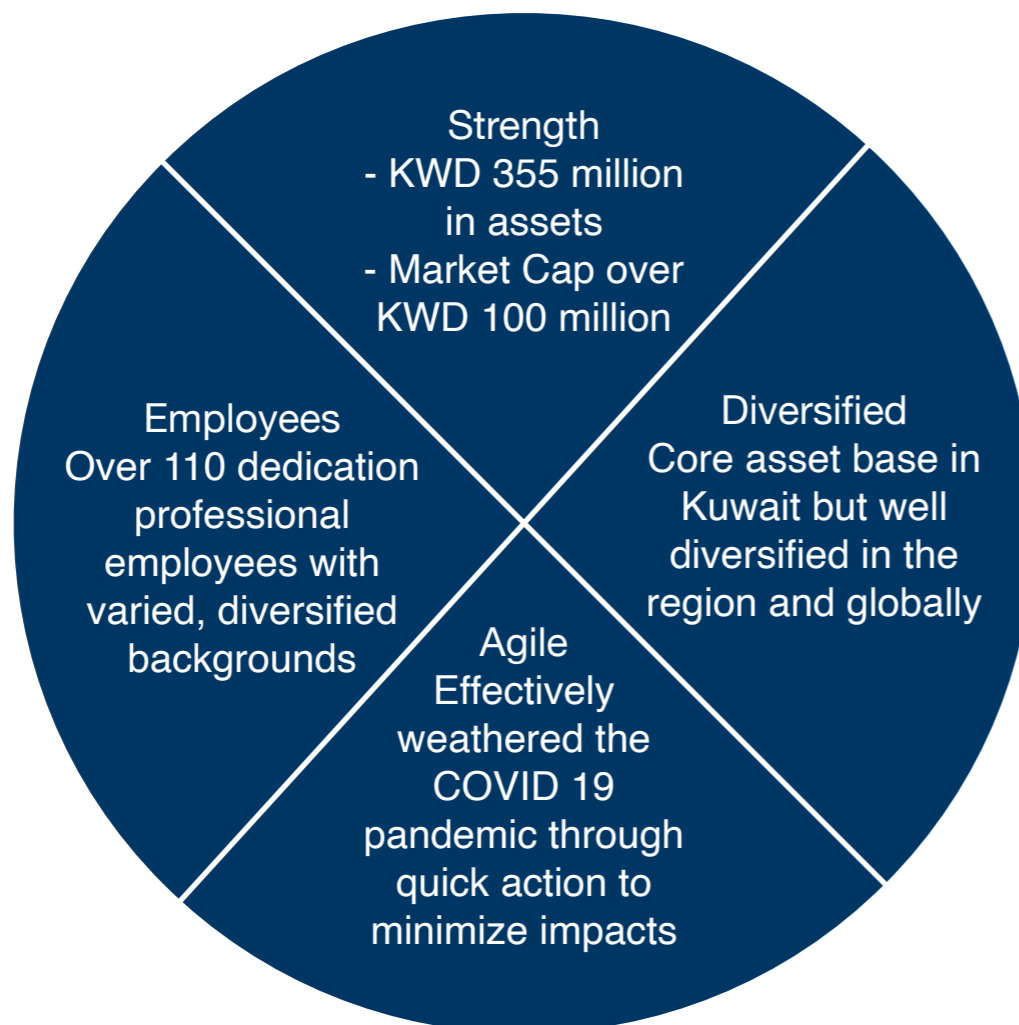 Strength
- KWD 355 million
in assets
- Market Cap over
KWD 100 million
Diversified
Core asset base in
Kuwait but well
diversified in the
region and globally
Agile
Effectively
weathered the
COVID 19
pandemic through
quick action to
minimize impacts
Employees
Over 110 dedication
professional
employees with
varied, diversified
backgrounds